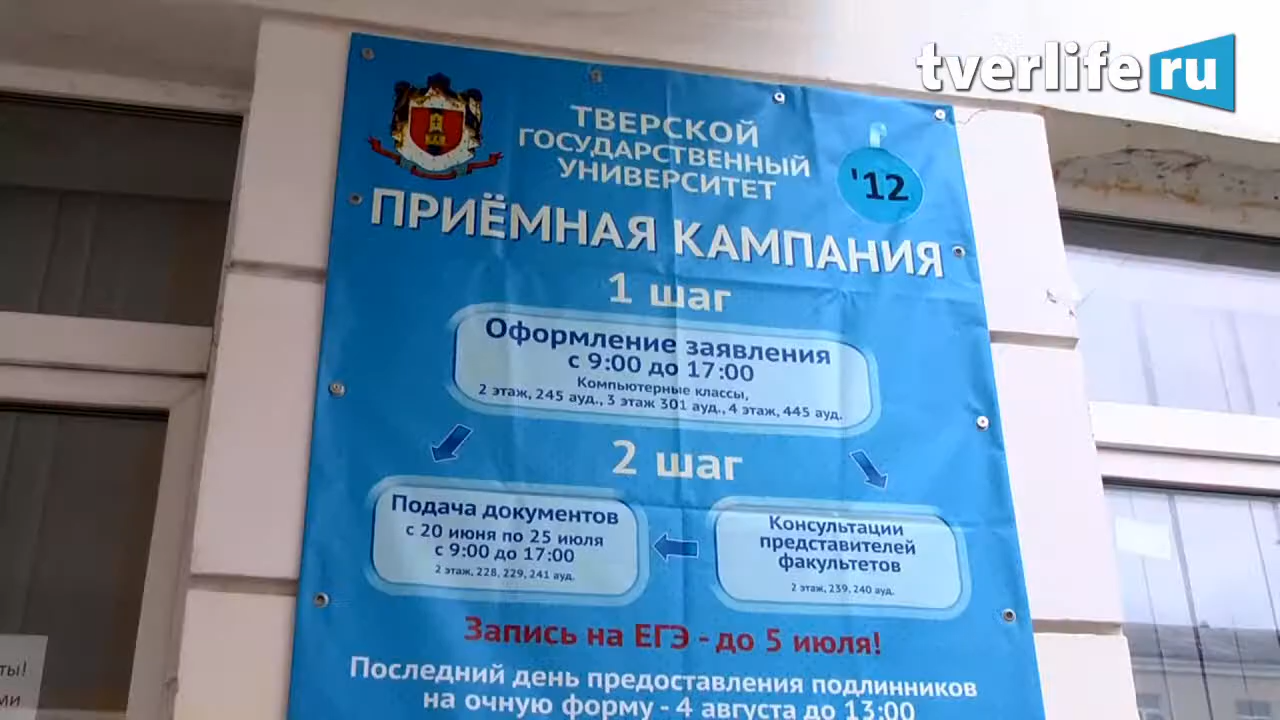 tverlife ru
ТВЕРСКОЙ
ГОСУДАРСТВЕННЫЙ
УНИВЕРСИТЕТ
'12
ПРИЁМНАЯ КАМПАНИЯ
1 шаг
Оформление заявления
с 9:00 до 17:00
Компьютерные классы,
2 этаж, 245 ауд., 3 этаж 301 ауд., 4 этаж, 445 ауд.
2 шаг
Подача документов
с 20 июня по 25 июля
с 9:00 до 17:00
2 этаж, 228, 229, 241 ауд.
Консультации
представителей
факультетов
2 этаж, 239, 240 ауд.
Запись на ЕГЭ - до 5 июля!
Последний день предоставления подлинников
на очную форму - 4 августа до 13:00